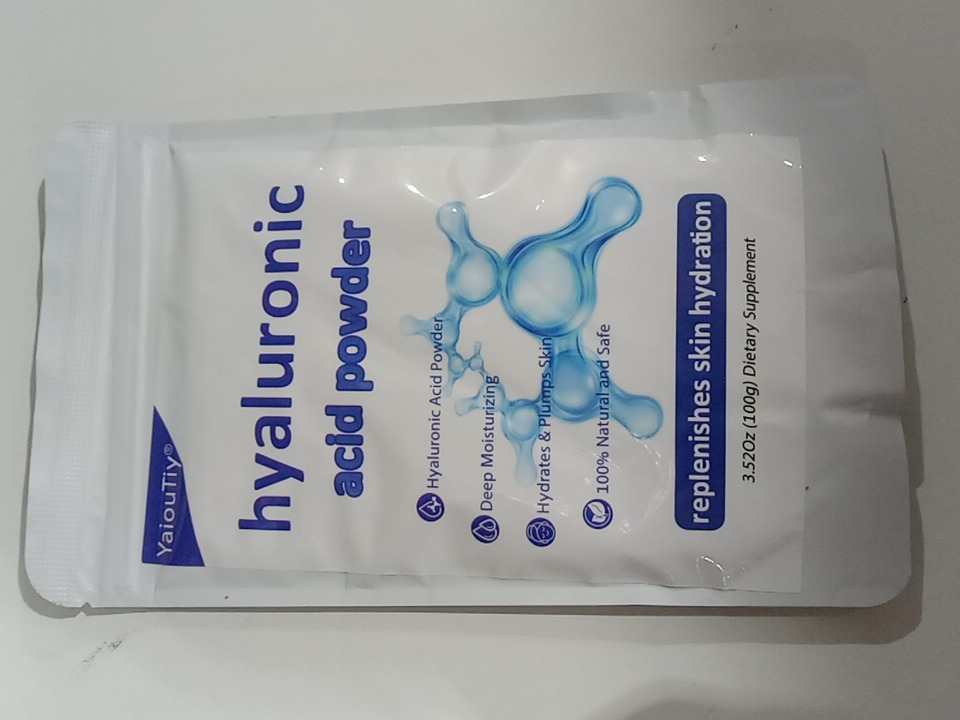 YaiouTiy®
hyaluronic
acid powder
Hyaluronic Acid Powder
Deep Moisturizing
Hydrates & Plumps Skin
100% Natural and Safe
replenishes skin hydration
3.52Oz (100g) Dietary Supplement